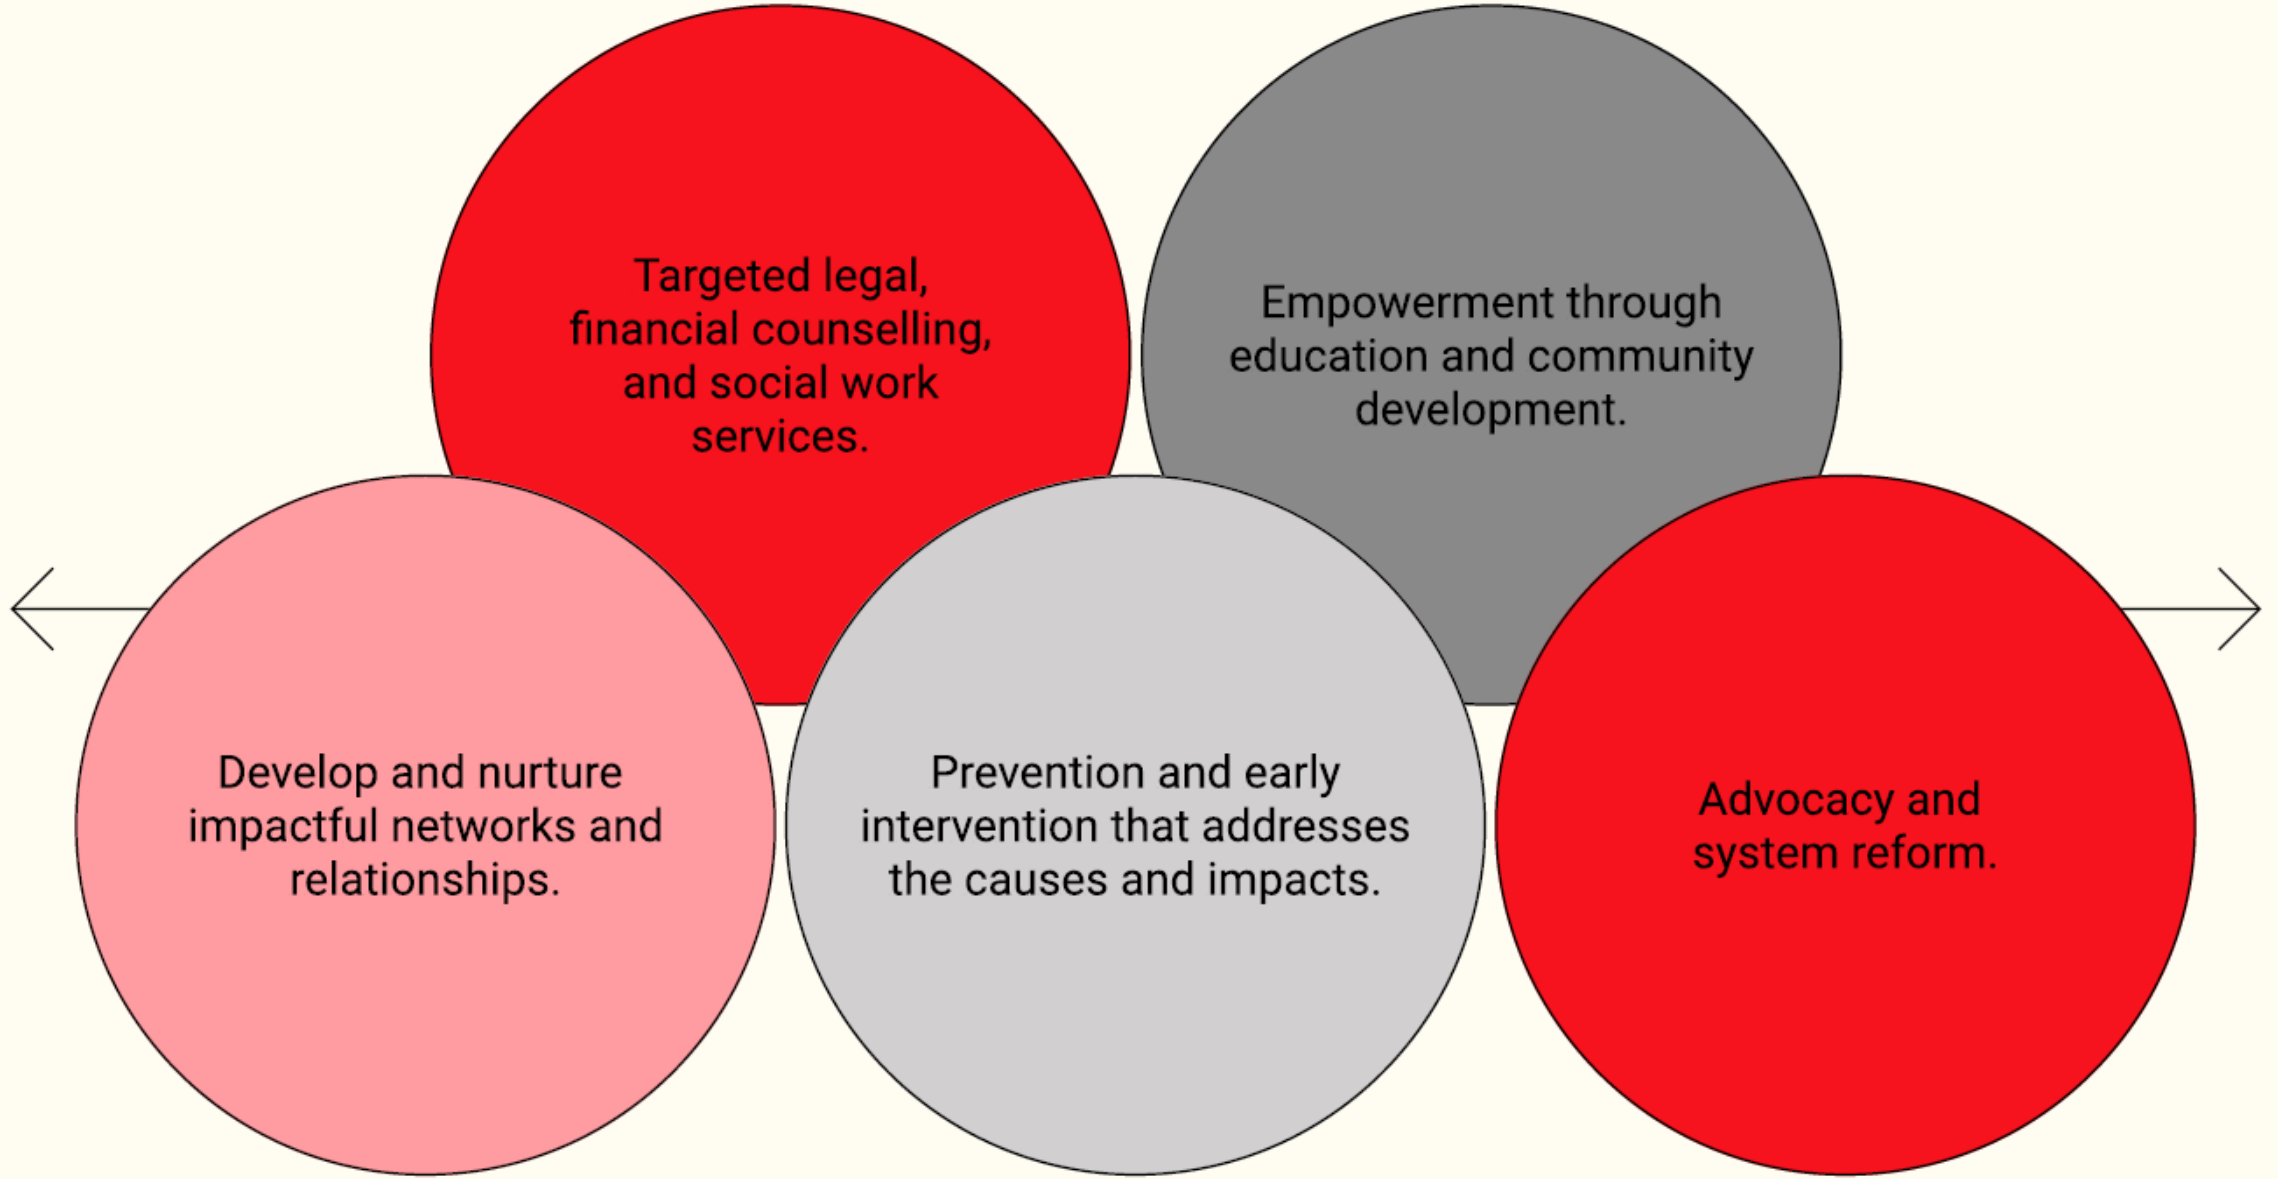 Targeted legal,
financial counselling,
and social work
services.
Empowerment through
education and community
development.
Develop and nurture
impactful networks and
relationships.
Prevention and early
intervention that addresses
the causes and impacts.
Advocacy and
system reform.